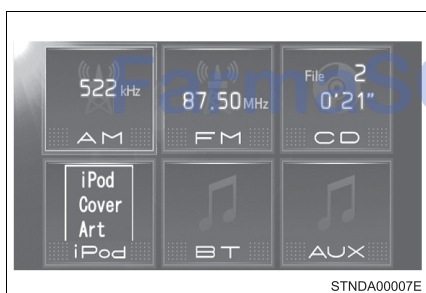 522 kHz
AM
87.50 MHz
FM
File 2
0'21"
CD
iPod
Cover
Art
iPod
BT
AUX
STNDA00007E